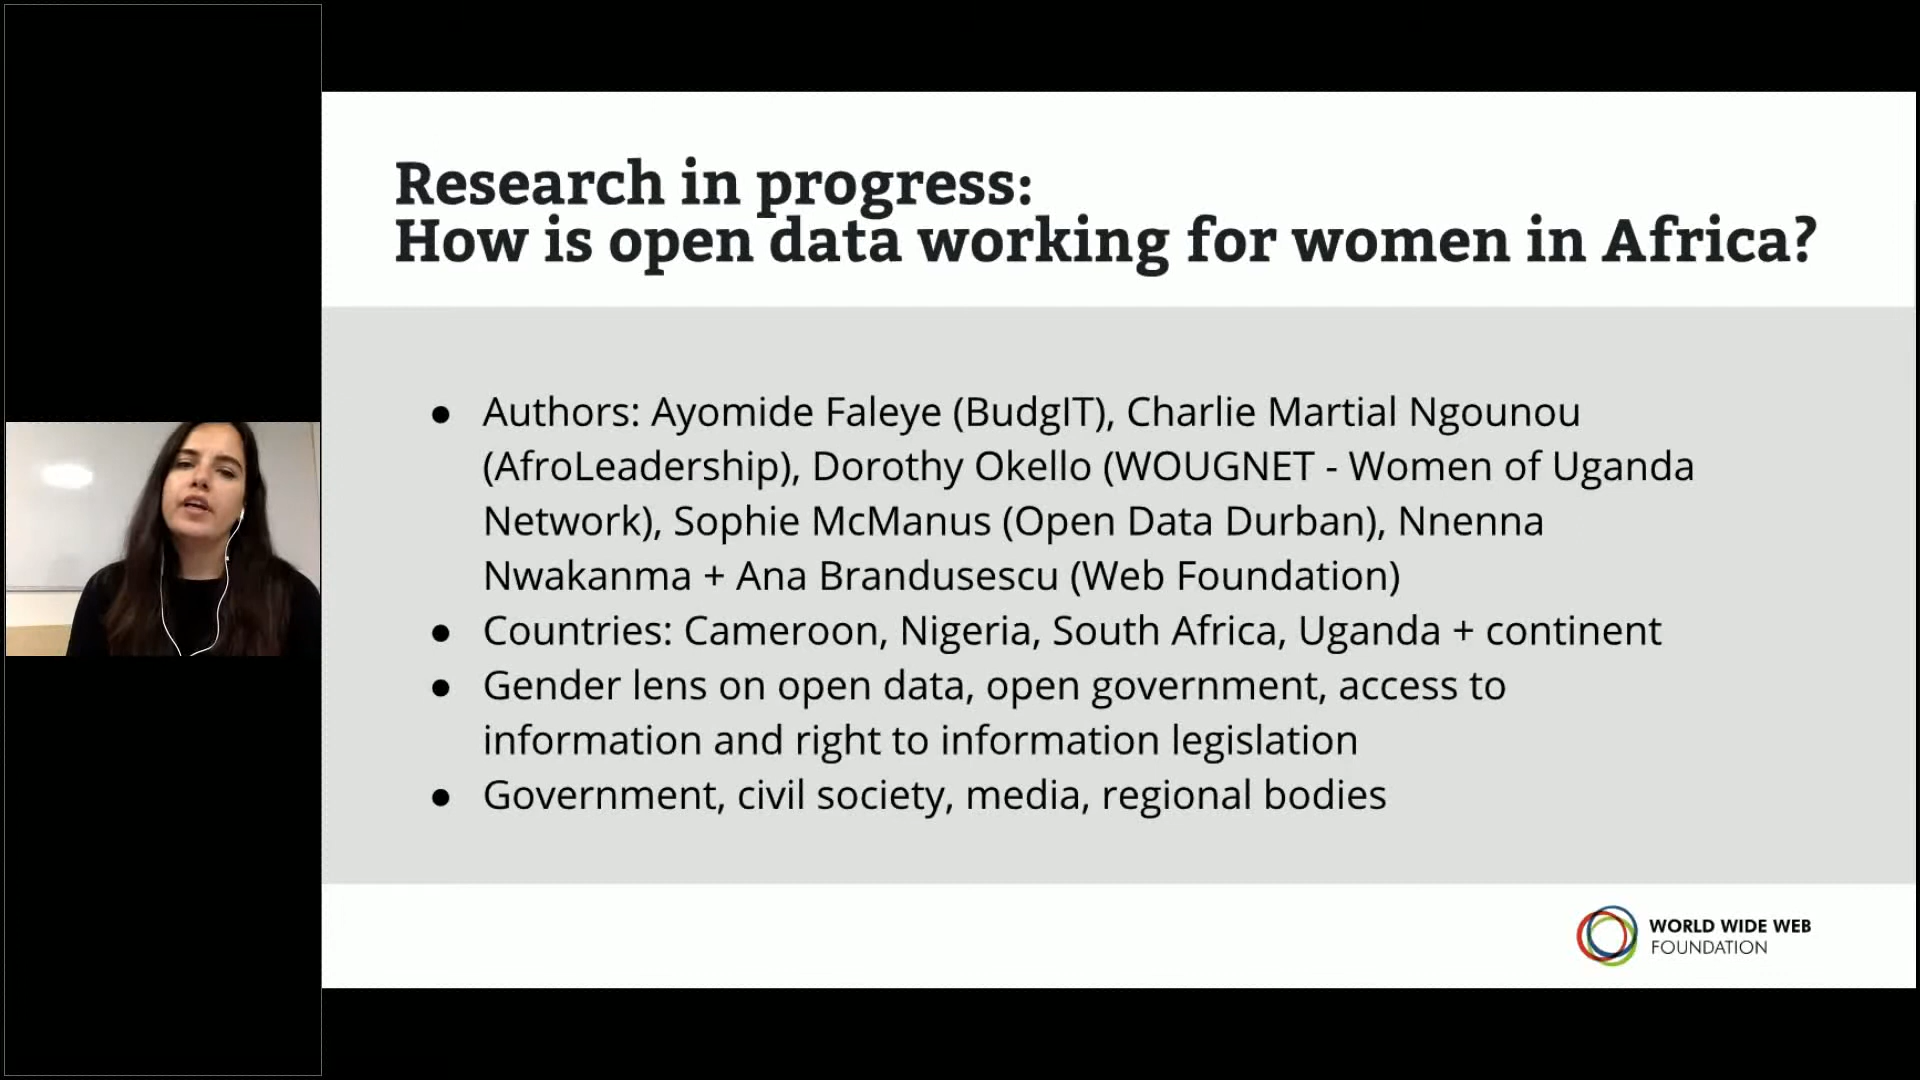 Research in progress:
How is open data working for women in Africa?
● Authors: Ayomide Faleye (BudgIT), Charlie Martial Ngounou
(AfroLeadership), Dorothy Okello (WOUGNET - Women of Uganda
Network), Sophie McManus (Open Data Durban), Nnenna
Nwakanma + Ana Brandusescu (Web Foundation)
● Countries: Cameroon, Nigeria, South Africa, Uganda + continent
● Gender lens on open data, open government, access to
information and right to information legislation
● Government, civil society, media, regional bodies
WORLD WIDE WEB
FOUNDATION